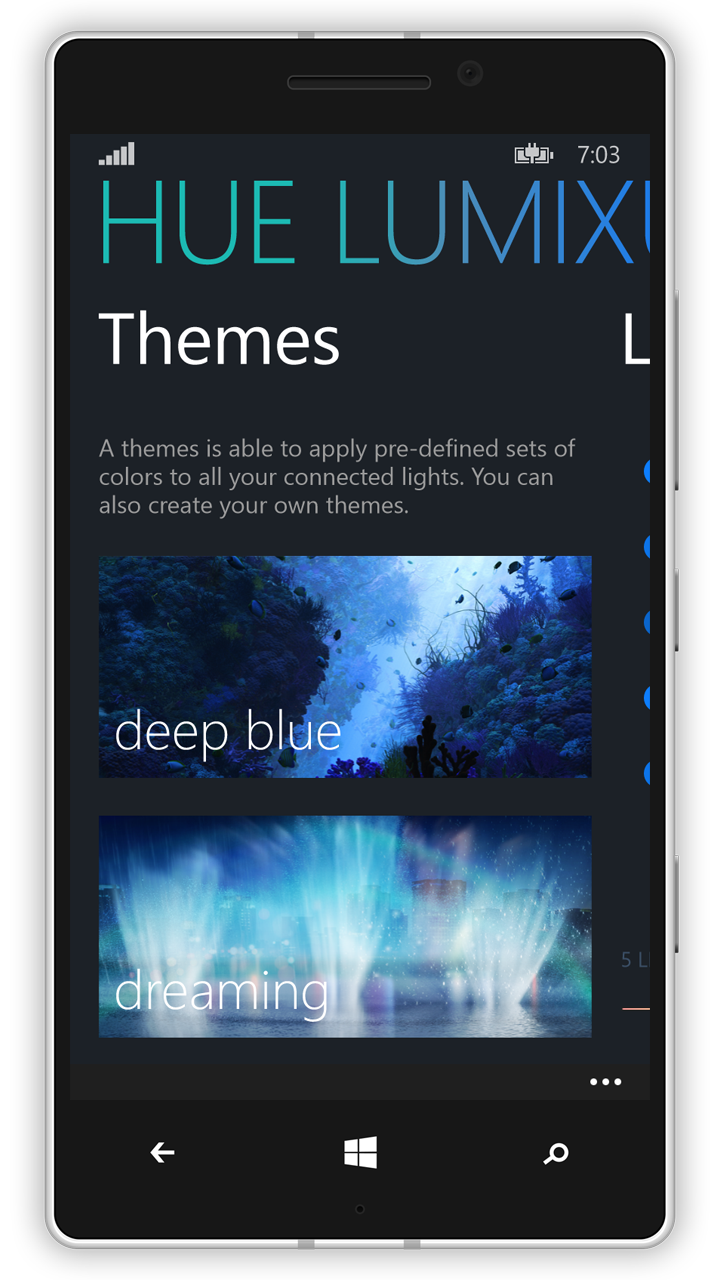 7:03
HUE LUMIXU
Themes
L
A themes is able to apply pre-defined sets of
colors to all your connected lights. You can
also create your own themes.
deep blue
dreaming
5 L